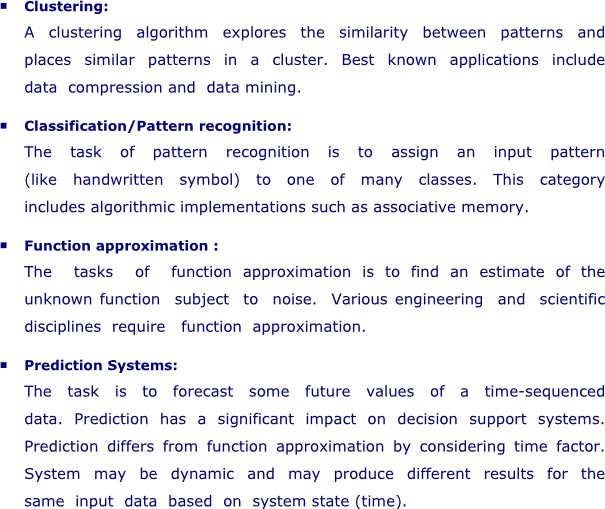 ▪ Clustering:
A clustering algorithm explores the similarity between patterns and
places similar patterns in a cluster. Best known applications include
data compression and data mining.
▪ Classification/Pattern recognition:
The task of pattern recognition is to assign an input pattern
(like handwritten symbol) to one of many classes. This category
includes algorithmic implementations such as associative memory.
▪ Function approximation :
The tasks of function approximation is to find an estimate of the
unknown function subject to noise. Various engineering and scientific
disciplines require function approximation.
▪ Prediction Systems:
The task is to forecast some future values of a time-sequenced
data. Prediction has a significant impact on decision support systems.
Prediction differs from function approximation by considering time factor.
System may be dynamic and may produce different results for the
same input data based on system state (time).